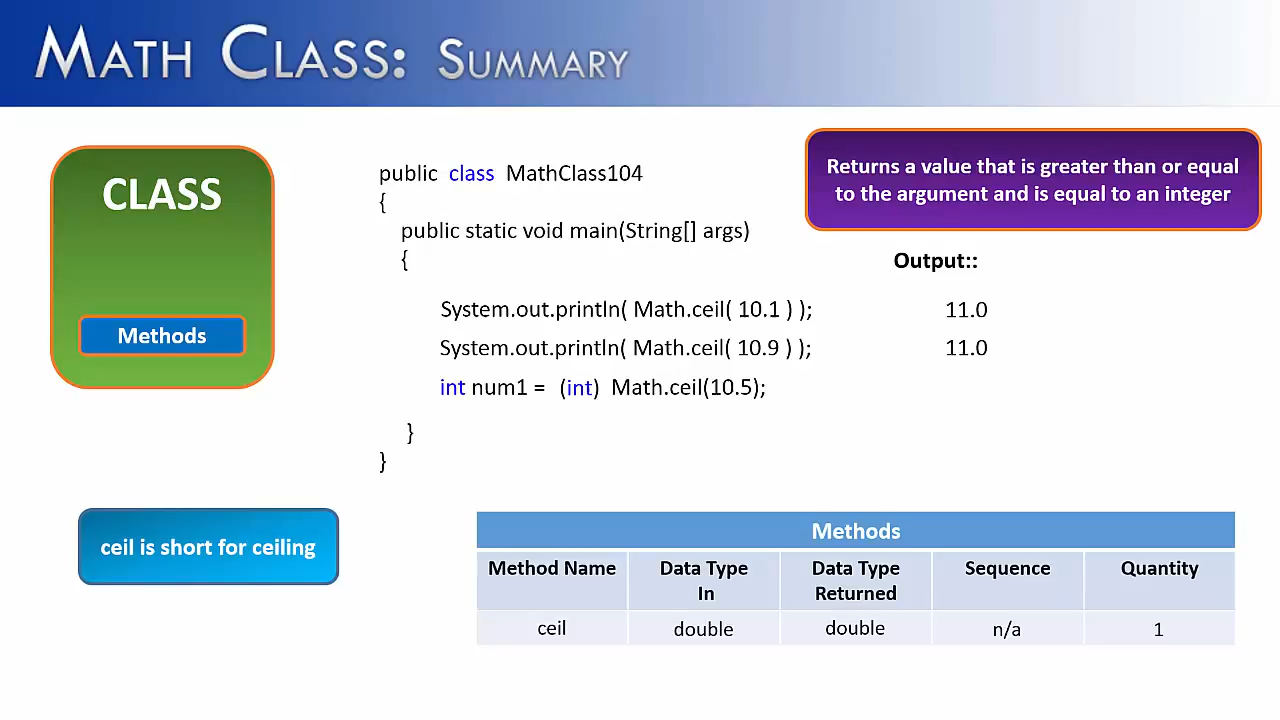 MATH CLASS: SUMMARY
CLASS
Methods
public class MathClass104
{
public static void main(String[] args)
{
System.out.println( Math.ceil( 10.1 ) );
System.out.println( Math.ceil( 10.9 ) );
int num1 = (int) Math.ceil(10.5);
}
}
Returns a value that is greater than or equal
to the argument and is equal to an integer
Output::
11.0
11.0
ceil is short for ceiling
Methods
Method Name Data Type In Data Type Returned Sequence Quantity
ceil double double n/a 1